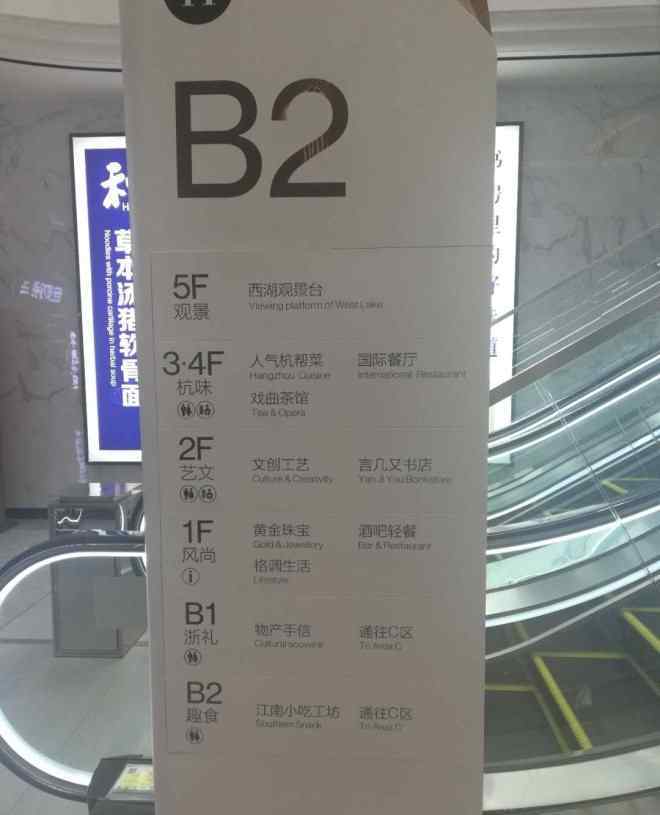 B2
5F
观景
西湖观景台
Viewing platform of West Lake
3·4F
杭味
人气杭帮菜
Hangzhou Cuisine
国际餐厅
International Restaurant
戏曲茶馆
Tea & Opera
2F
艺文
文创工艺
Culture & Creativity
言几又书店
Yan Ji You Bookstore
1F
风尚
黄金珠宝
Gold & Jewellery
酒吧轻餐
Bar & Restaurant
格调生活
Lifestyle
B1
浙礼
物产手信
Cultural souvenir
通往C区
To Area C
B2
趣食
江南小吃工坊
Southern Snack
通往C区
To Area C
草本汤猪软骨面
Noodles with porcine cartilage in herbal soup